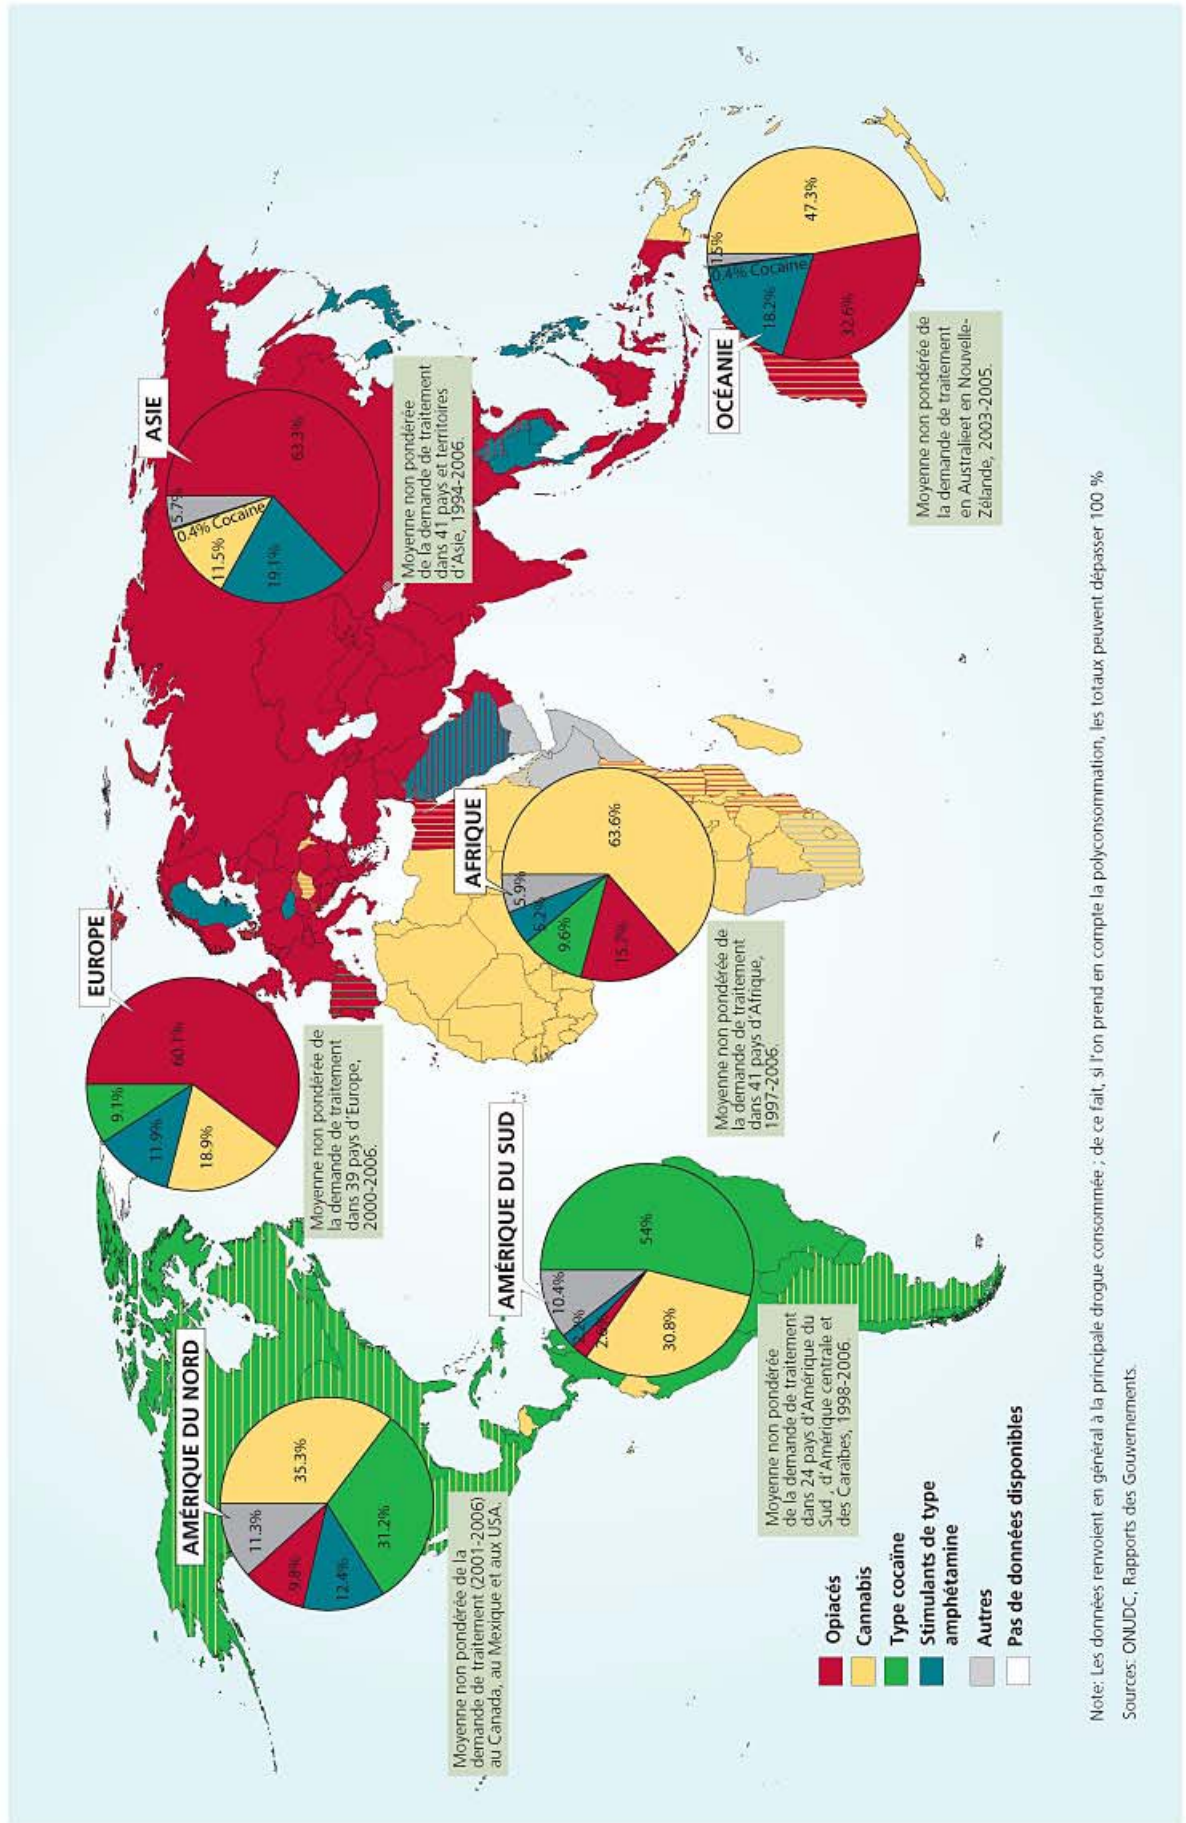 EUROPE
9.1%
60.1%
11.9%
18.9%
Moyenne non pondérée de
la demande de traitement
dans 39 pays d'Europe,
2000-2006.
ASIE
5.7%
0.4% Cocaine
11.5%
63.3%
19.1%
Moyenne non pondérée
de la demande de traitement
dans 41 pays et territoires
d'Asie, 1994-2006.
AMÉRIQUE DU NORD
11.3%
35.3%
9.8%
12.4%
31.2%
Moyenne non pondérée de la
demande de traitement (2001-2006)
au Canada, au Mexique et aux USA.
AFRIQUE
5.9%
63.6%
9.6%
Moyenne non pondérée de
la demande de traitement
dans 41 pays d'Afrique,
1997-2006.
AMÉRIQUE DU SUD
10.4%
54%
30.8%
Moyenne non pondérée
de la demande de traitement
dans 24 pays d'Amérique du
Sud , d'Amérique centrale et
des Caraïbes, 1998-2006
OCÉANIE
1.5%
0.4% Cocaine
47.3%
18.2%
32.6%
Moyenne non pondérée de
la demande de traitement
en Australieet en Nouvelle-
Zélande, 2003-2005.
Opiacés
Cannabis
Type cocaïne
Stimulants de type
amphétamine
Autres
Pas de données disponibles
Note: Les données renvoient en général à la principale drogue consommée ; de ce fait, si l'on prend en compte la polyconsommation, les totaux peuvent dépasser 100 %
Sources: ONUDC, Rapports des Gouvernements.